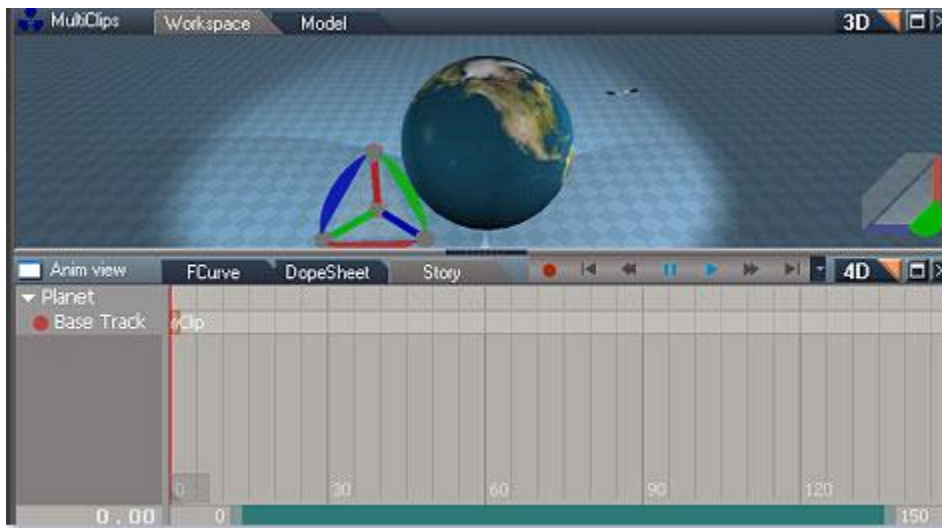 MultiClips Workspace Model 3D
Anim view FCurve DopeSheet Story 4D
Planet
Base Track Clip
0 30 60 90 120
0.00 0 150